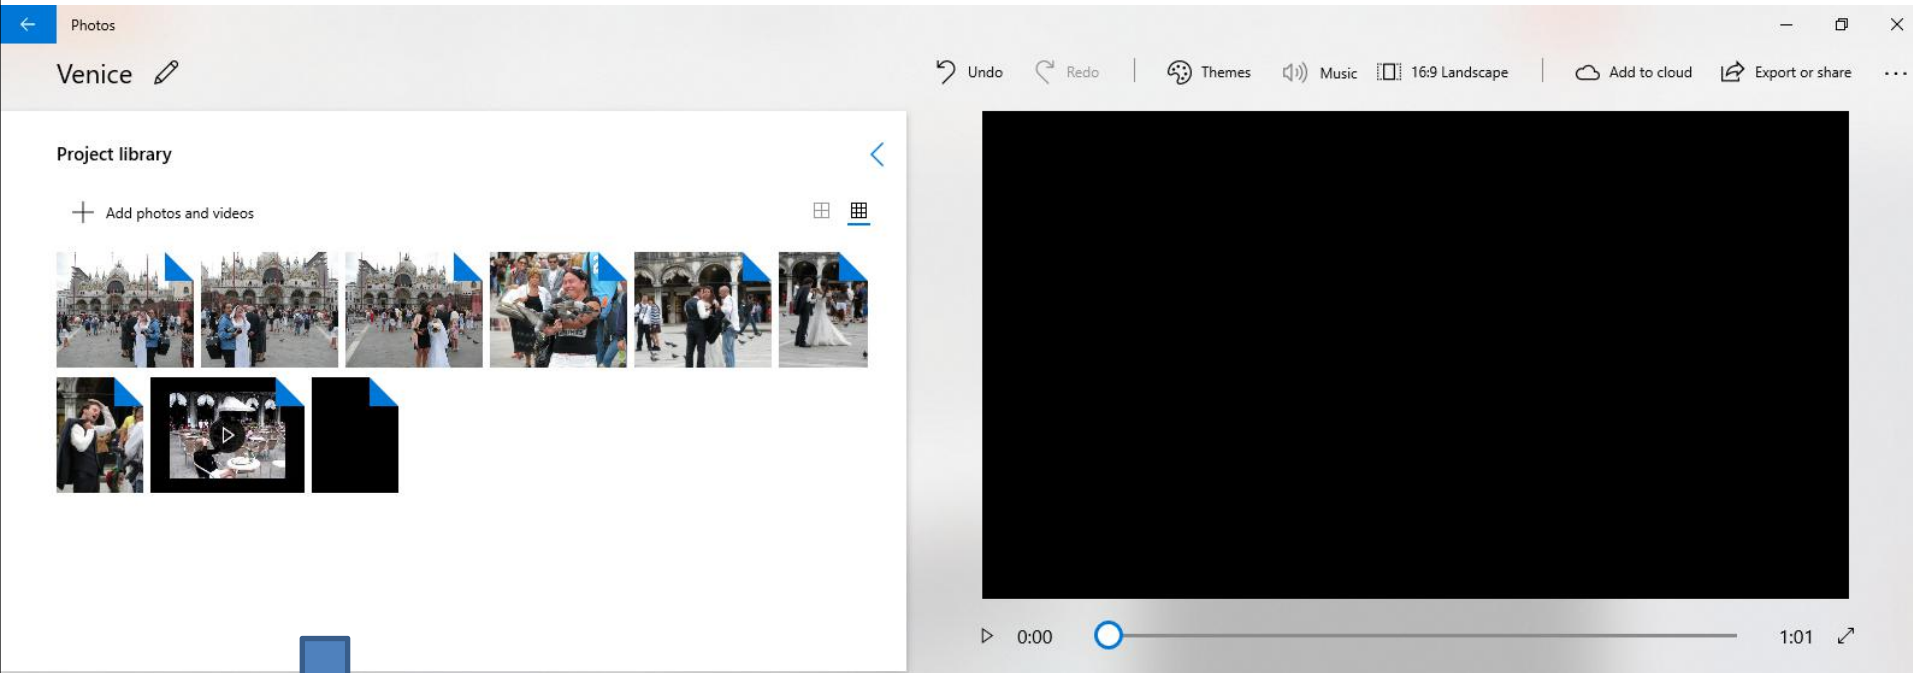 Photos
Venice
Undo Redo Themes Music 16:9 Landscape Add to cloud Export or share
Project library
Add photos and videos
0:00 1:01